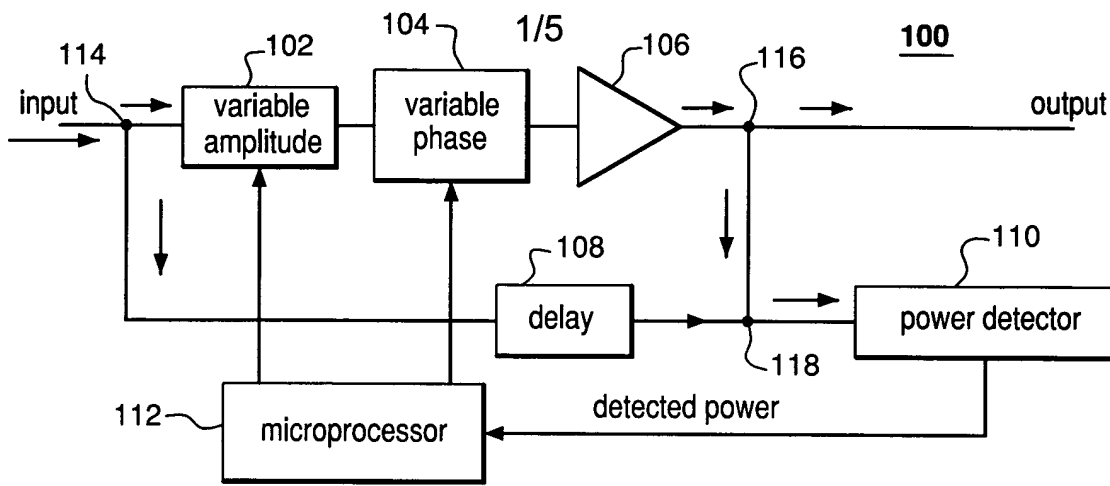 1/5
100
102
104
106
114
116
input
variable
amplitude
variable
phase
output
108
110
delay
power detector
118
112
microprocessor
detected power